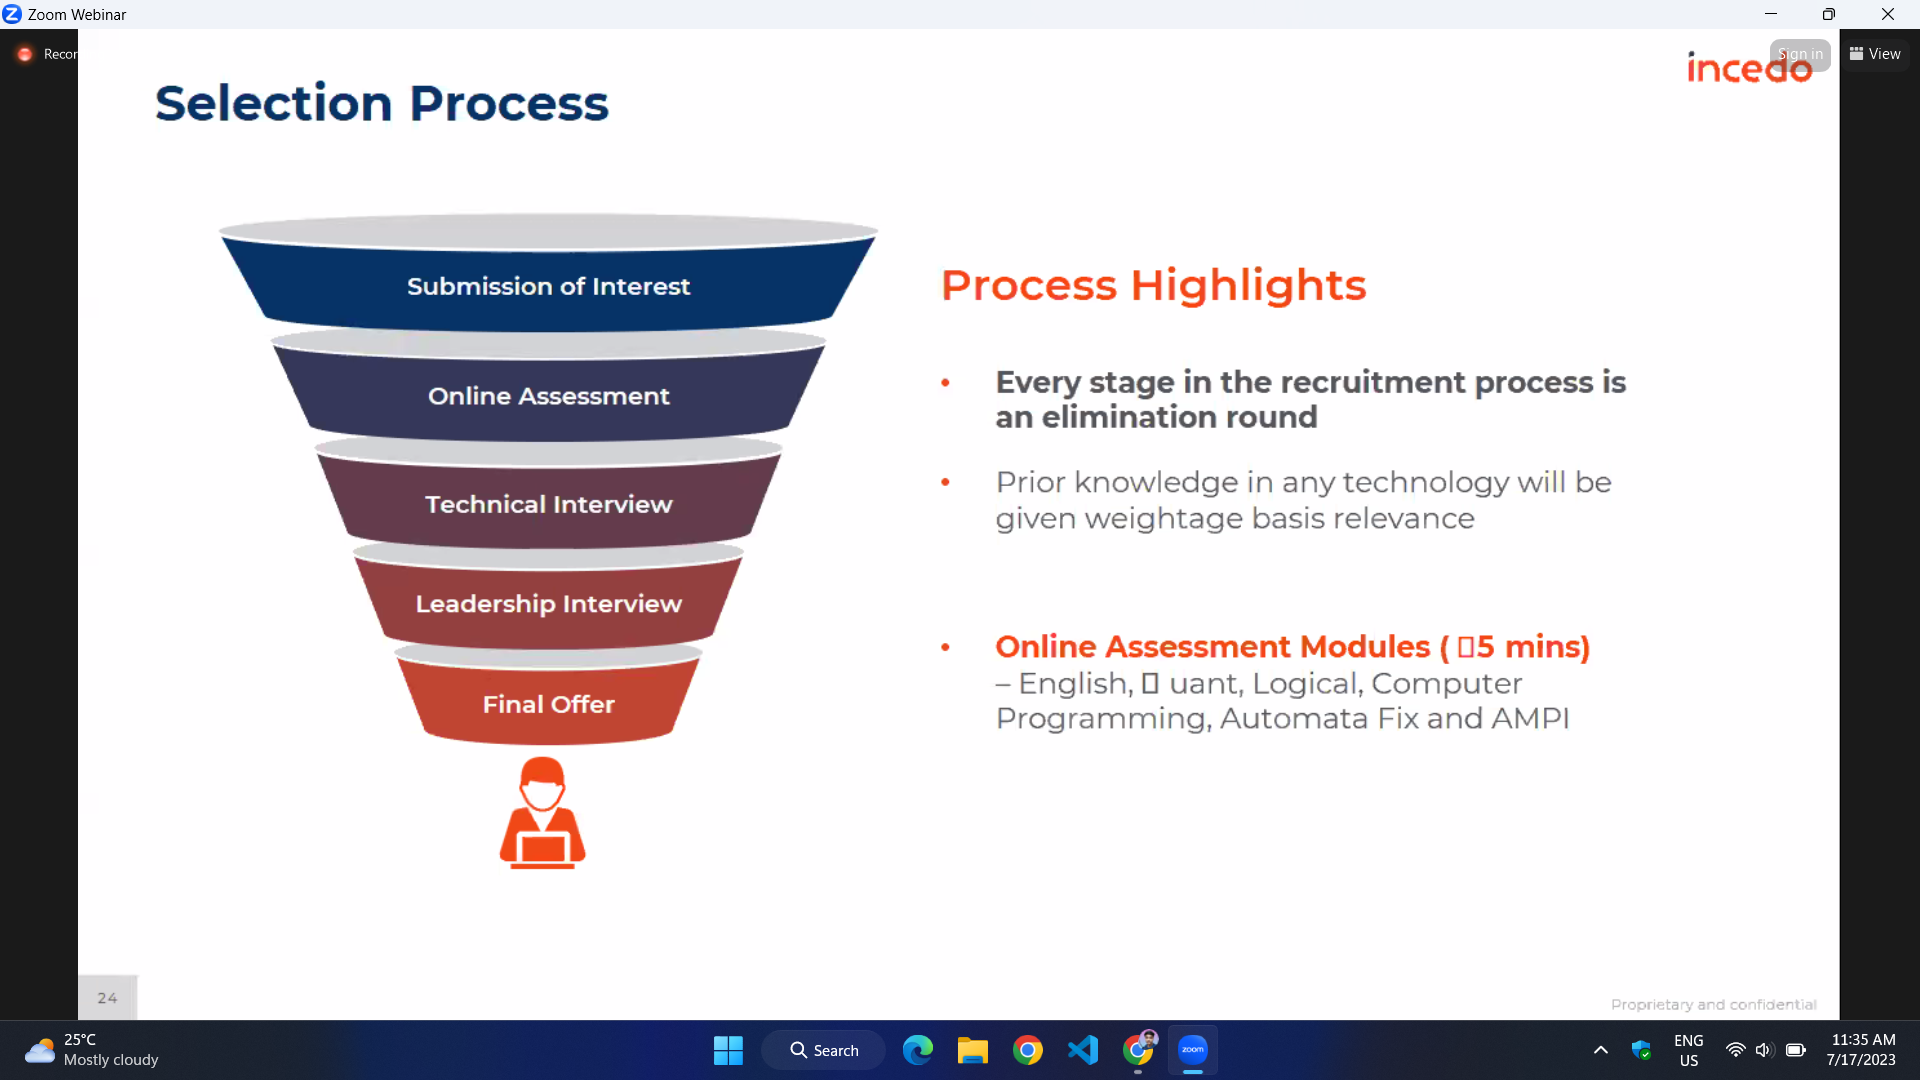 Zoom Webinar
Recor
Sign in
View
incedo
Selection Process
Submission of Interest
Online Assessment
Technical Interview
Leadership Interview
Final Offer
Process Highlights
• Every stage in the recruitment process is
an elimination round
• Prior knowledge in any technology will be
given weightage basis relevance
• Online Assessment Modules ( 5 mins)
– English, uant, Logical, Computer
Programming, Automata Fix and AMPI
24
Proprietary and confidential
25°C
Mostly cloudy
Search
zoom
ENG
US
11:35 AM
7/17/2023